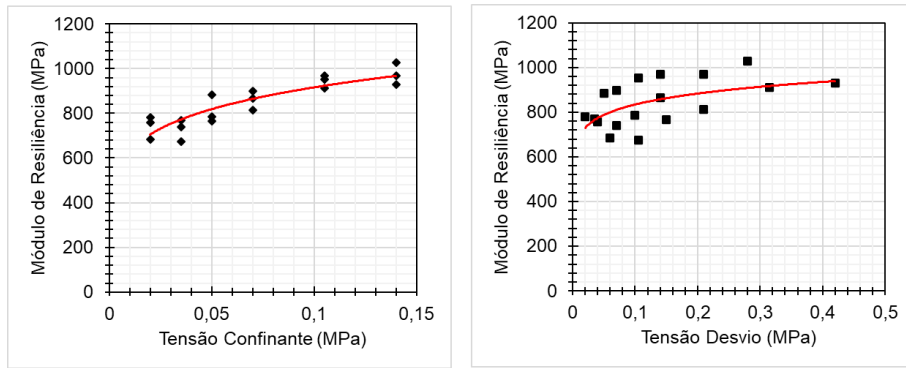 1200
1000
800
600
400
200
0
Módulo de Resiliência (MPa)
0 0,05 0,1 0,15
Tensão Confinante (MPa)
1200
1000
800
600
400
200
0
Módulo de Resiliência (MPa)
0 0,1 0,2 0,3 0,4 0,5
Tensão Desvio (MPa)